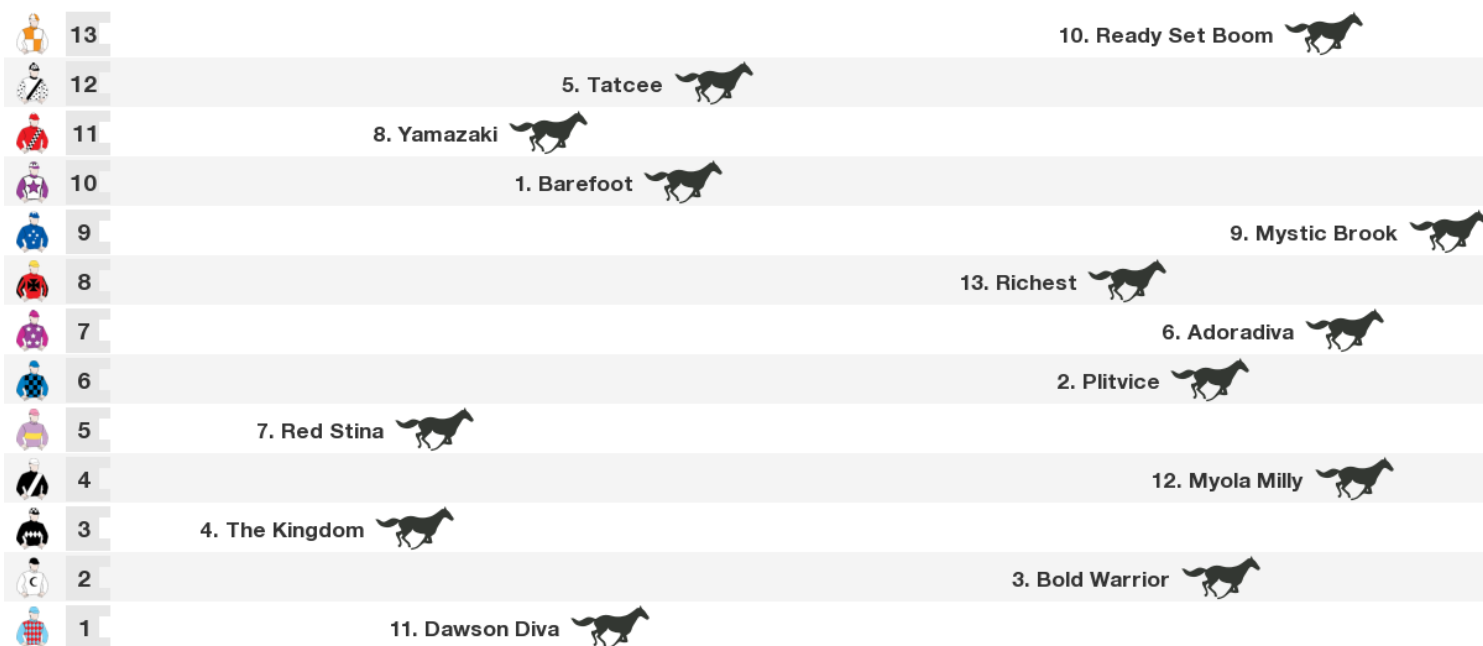 13 10. Ready Set Boom
12 5. Tatcee
11 8. Yamazaki
10 1. Barefoot
9 9. Mystic Brook
8 13. Richest
7 6. Adoradiva
6 2. Plitvice
5 7. Red Stina
4 12. Myola Milly
3 4. The Kingdom
2 3. Bold Warrior
1 11. Dawson Diva